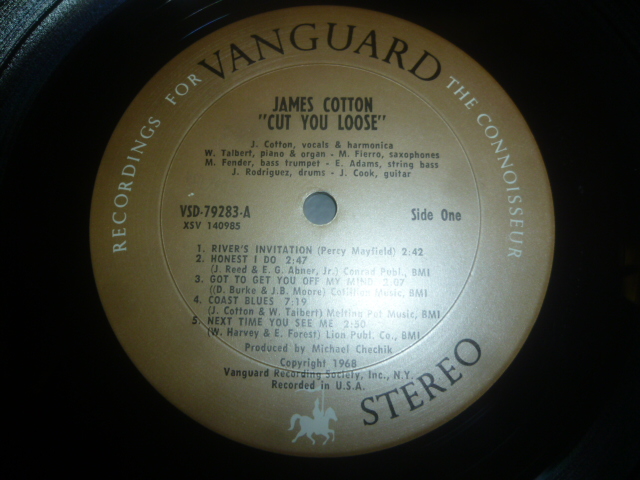 RECORDINGS FOR VANGUARD THE CONNOISSEUR
JAMES COTTON
"CUT YOU LOOSE"
J. Cotton, vocals & harmonica
W. Talbert, piano & organ - M. Fierro, saxophones
M. Fender, bass trumpet - E. Adams, string bass
J. Rodriguez, drums - J. Cook, guitar
VSD-79283-A
Side One
XSV 140985
1. RIVER'S INVITATION (Percy Mayfield) 2:42
2. HONEST I DO 2:47
(J. Reed & E. G. Abner, Jr.) Conrad Publ., BMI
3. GOT TO GET YOU OFF MY MIND 2:07
((D. Burke & J.B. Moore) Cotillion Music, BMI
4. COAST BLUES 7:19
(J. Cotton & W. Talbert) Melting Pot Music, BMI
5. NEXT TIME YOU SEE ME 2:50
(W. Harvey & E. Forest) Lion Publ. Co., BMI
Produced by Michael Chechik
Copyright 1968
Vanguard Recording Society, Inc., N.Y.
Recorded in U.S.A.
STEREO